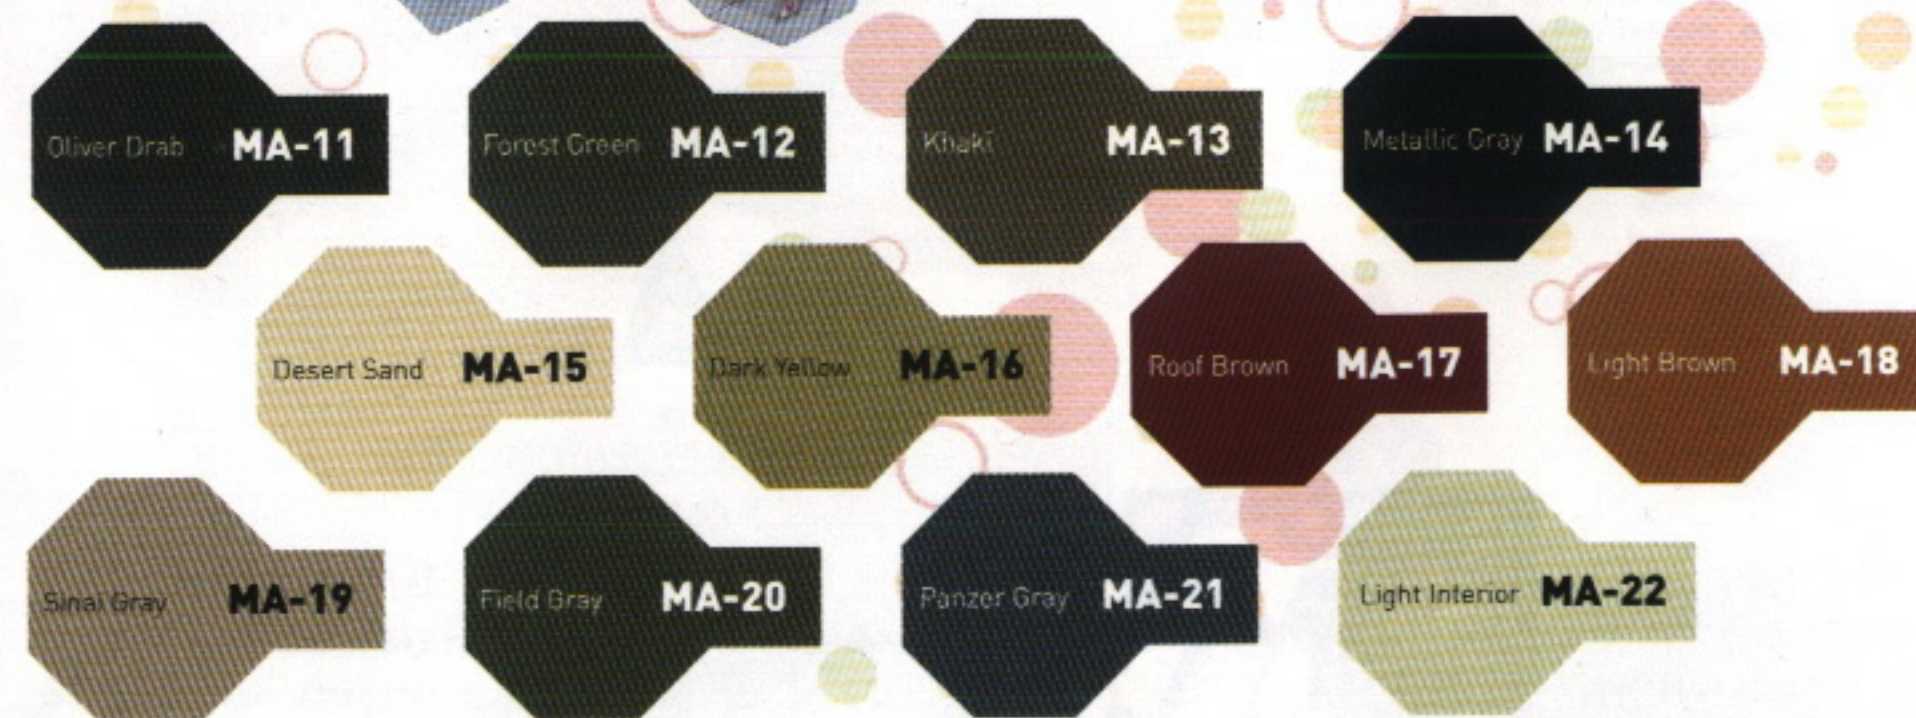 Oliver Drab MA-11
Forest Green MA-12
Khaki MA-13
Metallic Gray MA-14
Desert Sand MA-15
Dark Yellow MA-16
Roof Brown MA-17
Light Brown MA-18
Sinai Gray MA-19
Field Gray MA-20
Panzer Gray MA-21
Light Interior MA-22